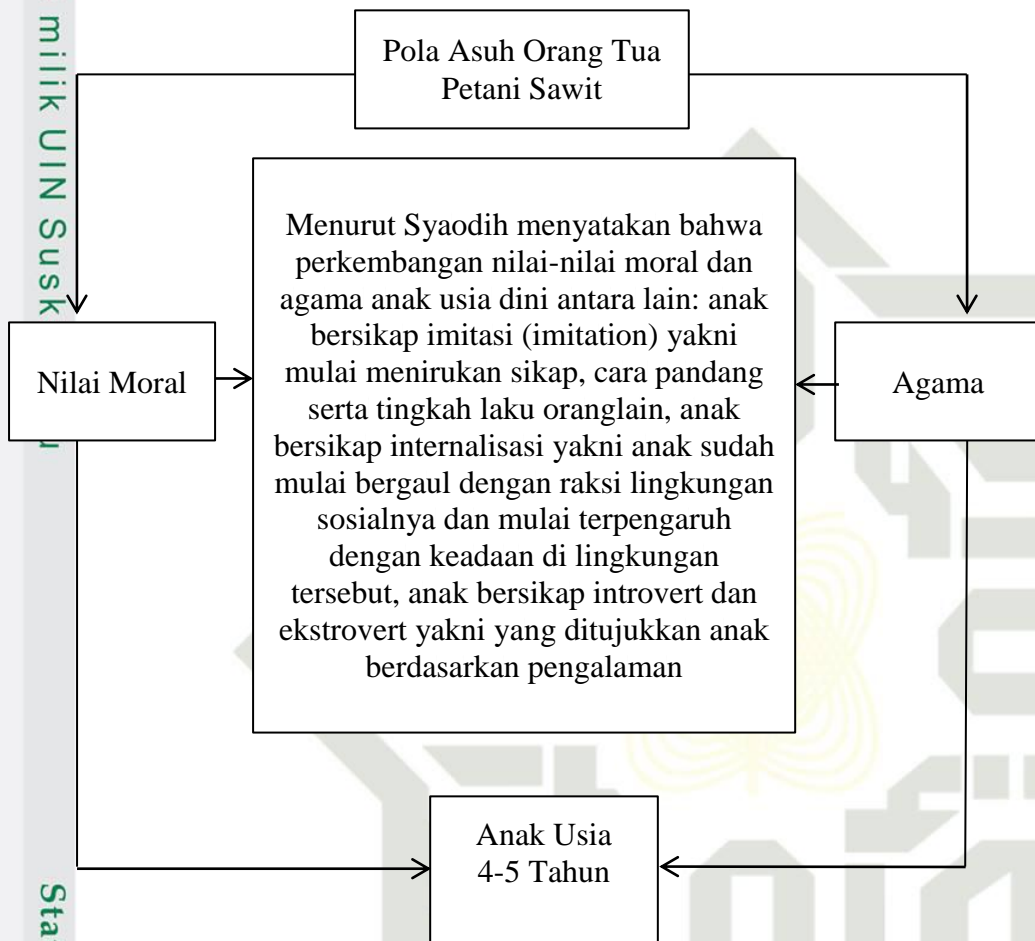 milik UIN Susk
u
Sta
Pola Asuh Orang Tua
Petani Sawit
Nilai Moral
Menurut Syaodih menyatakan bahwa
perkembangan nilai-nilai moral dan
agama anak usia dini antara lain: anak
bersikap imitasi (imitation) yakni
mulai menirukan sikap, cara pandang
serta tingkah laku oranglain, anak
bersikap internalisasi yakni anak sudah
mulai bergaul dengan raksi lingkungan
sosialnya dan mulai terpengaruh
dengan keadaan di lingkungan
tersebut, anak bersikap introvert dan
ekstrovert yakni yang ditujukkan anak
berdasarkan pengalaman
Agama
Anak Usia
4-5 Tahun